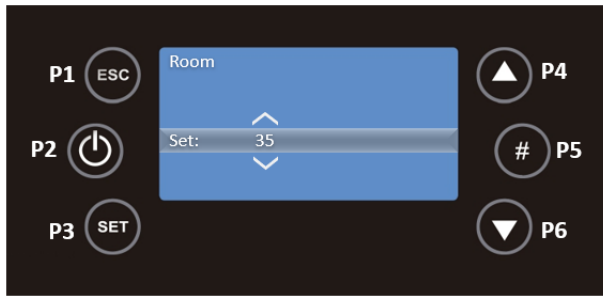 Room
Set: 35
P1 ESC
P2
P3 SET
P4
# P5
P6